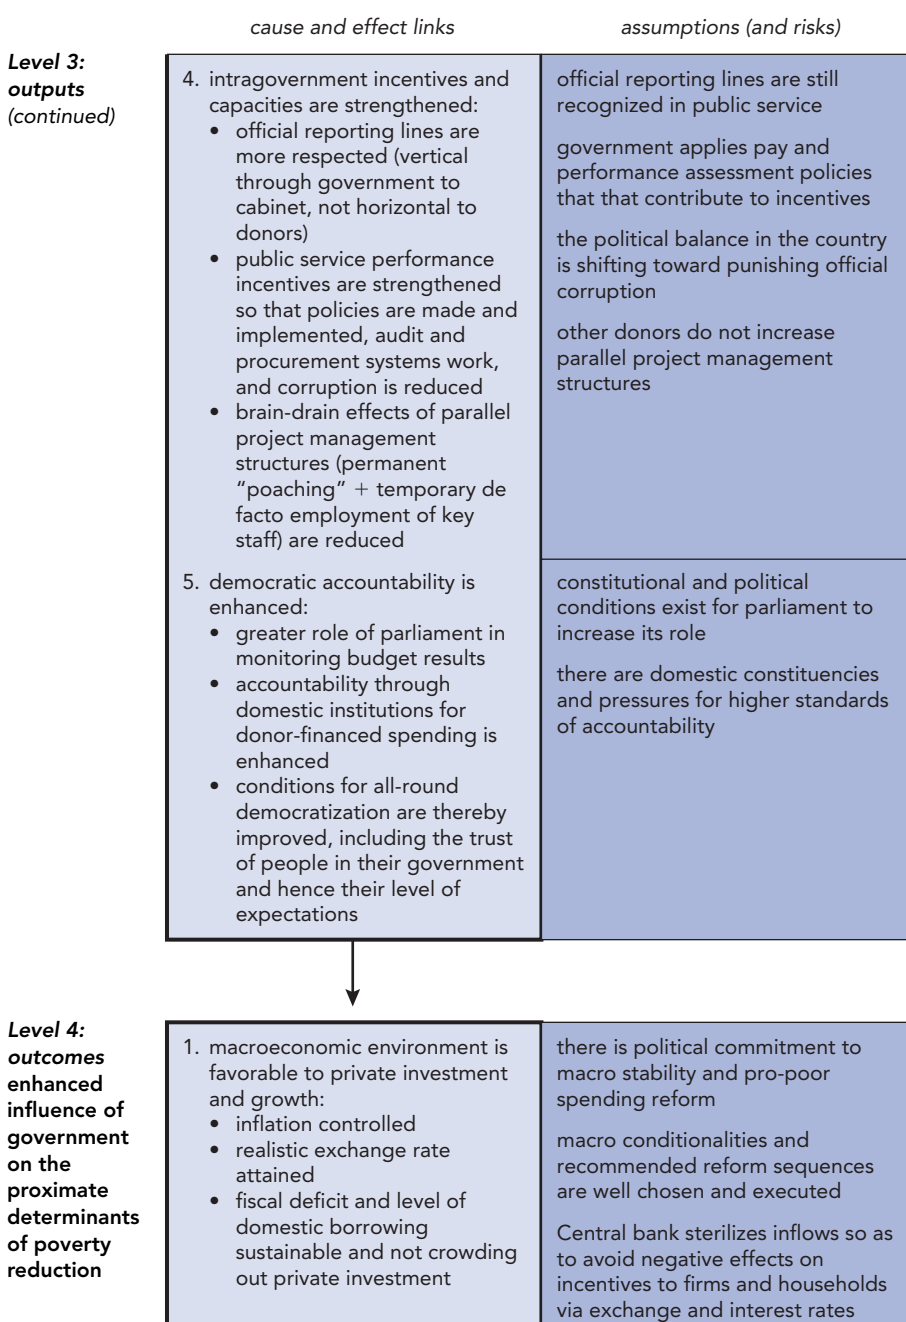 cause and effect links
assumptions (and risks)
Level 3:
outputs
(continued)
4. intragovernment incentives and
capacities are strengthened:
• official reporting lines are
more respected (vertical
through government to
cabinet, not horizontal to
donors)
• public service performance
incentives are strengthened
so that policies are made and
implemented, audit and
procurement systems work,
and corruption is reduced
• brain-drain effects of parallel
project management
structures (permanent
“poaching” + temporary de
facto employment of key
staff) are reduced
official reporting lines are still
recognized in public service
government applies pay and
performance assessment policies
that that contribute to incentives
the political balance in the country
is shifting toward punishing official
corruption
other donors do not increase
parallel project management
structures
5. democratic accountability is
enhanced:
• greater role of parliament in
monitoring budget results
• accountability through
domestic institutions for
donor-financed spending is
enhanced
• conditions for all-round
democratization are thereby
improved, including the trust
of people in their government
and hence their level of
expectations
constitutional and political
conditions exist for parliament to
increase its role
there are domestic constituencies
and pressures for higher standards
of accountability
Level 4:
outcomes
enhanced
influence of
government
on the
proximate
determinants
of poverty
reduction
1. macroeconomic environment is
favorable to private investment
and growth:
• inflation controlled
• realistic exchange rate
attained
• fiscal deficit and level of
domestic borrowing
sustainable and not crowding
out private investment
there is political commitment to
macro stability and pro-poor
spending reform
macro conditionalities and
recommended reform sequences
are well chosen and executed
Central bank sterilizes inflows so as
to avoid negative effects on
incentives to firms and households
via exchange and interest rates